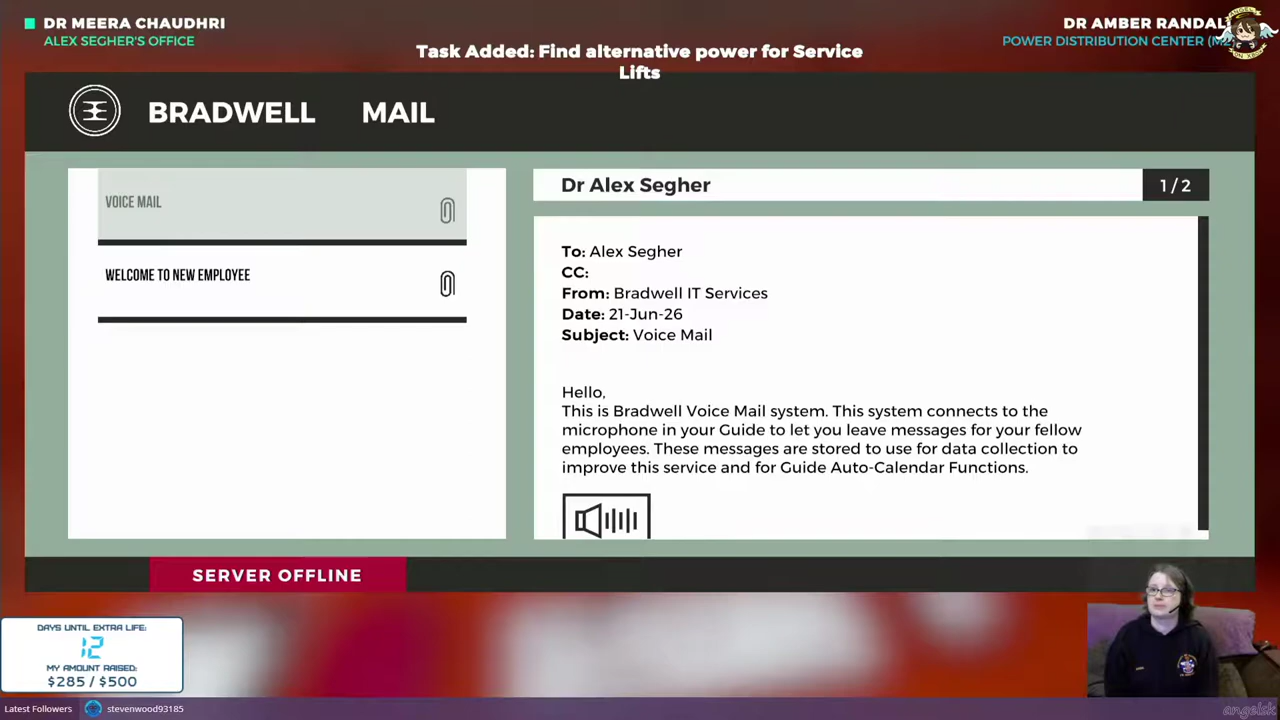 DR MEERA CHAUDHRI
ALEX SEGHER'S OFFICE
DR AMBER RANDALL
POWER DISTRIBUTION CENTER (M2)
Task Added: Find alternative power for Service
Lifts
BRADWELL MAIL
VOICE MAIL
WELCOME TO NEW EMPLOYEE
Dr Alex Segher
1 / 2
To: Alex Segher
CC:
From: Bradwell IT Services
Date: 21-Jun-26
Subject: Voice Mail
Hello,
This is Bradwell Voice Mail system. This system connects to the
microphone in your Guide to let you leave messages for your fellow
employees. These messages are stored to use for data collection to
improve this service and for Guide Auto-Calendar Functions.
SERVER OFFLINE
DAYS UNTIL EXTRA LIFE:
12
MY AMOUNT RAISED:
$285 / $500
Latest Followers
stevenwood93185
angelsk